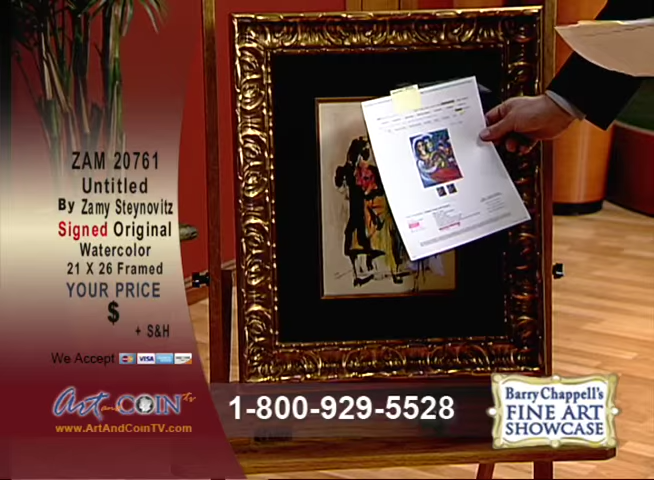 ZAM 20761
Untitled
By Zamy Steynovitz
Signed Original
Watercolor
21 X 26 Framed
YOUR PRICE
$
+ S&H
We Accept
VISA
Art and COIN tv
www.ArtAndCoinTV.com
1-800-929-5528
Barry Chappell's
FINE ART
SHOWCASE